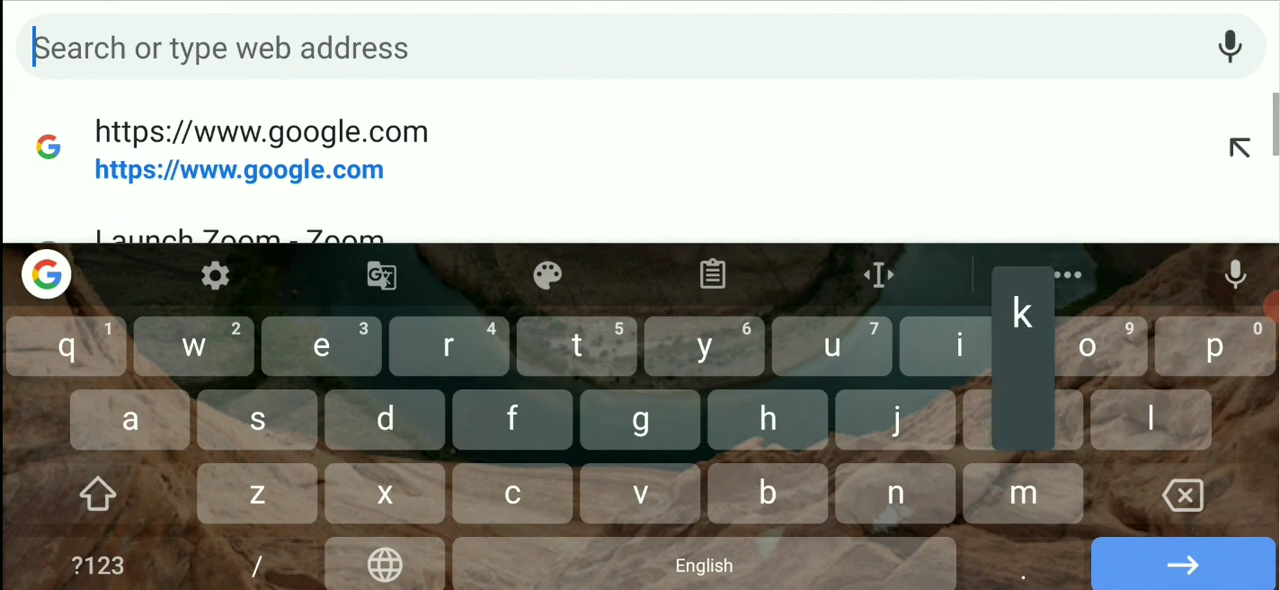 Search or type web address
https://www.google.com
https://www.google.com
Launch Zoom - Zoom
k
q 1 w 2 e 3 r 4 t 5 y 6 u 7 i o 9 p 0
a s d f g h j l
z x c v b n m
?123 / English .